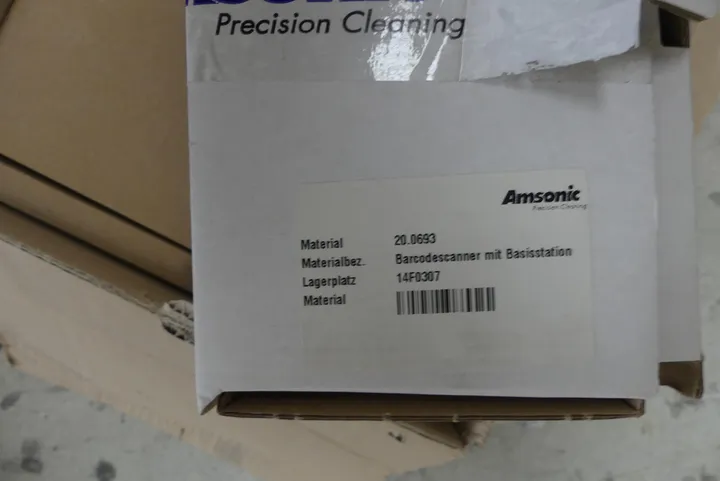 Precision Cleaning
Amsonic
Precision Cleaning
Material 20.0693
Materialbez. Barcodescanner mit Basisstation
Lagerplatz 14F0307
Material